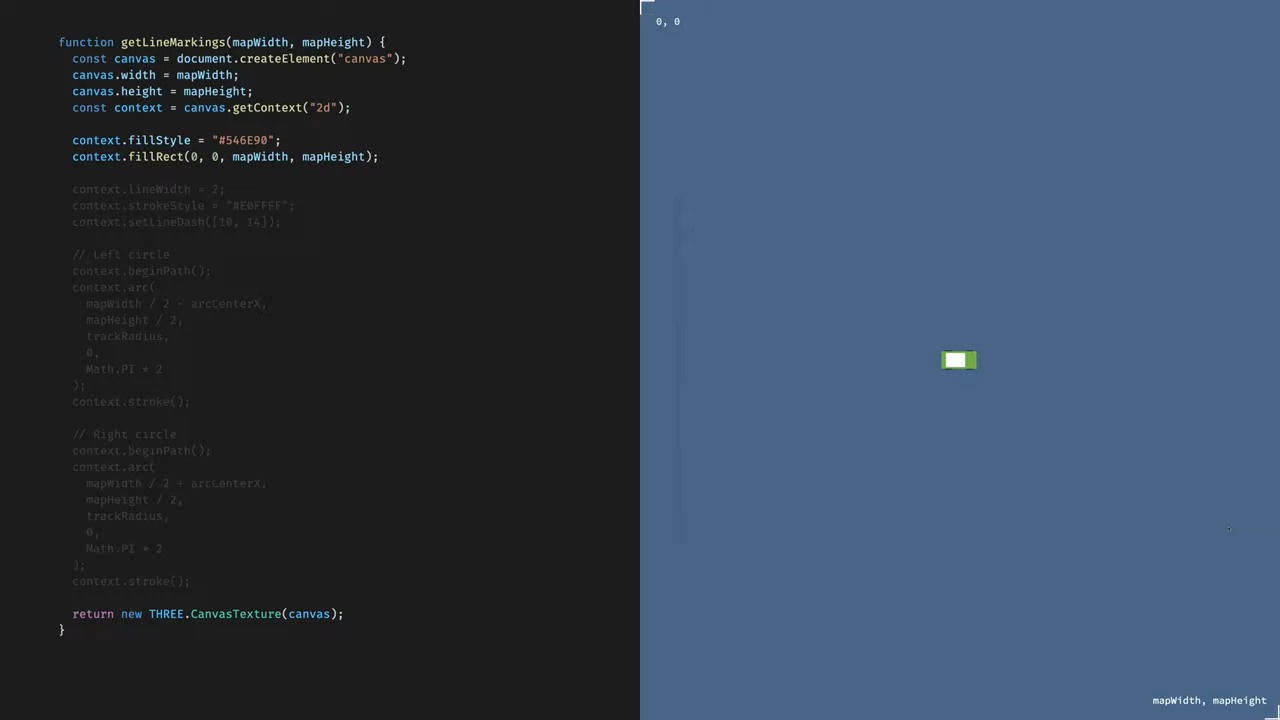 function getLineMarkings(mapWidth, mapHeight) {
  const canvas = document.createElement("canvas");
  canvas.width = mapWidth;
  canvas.height = mapHeight;
  const context = canvas.getContext("2d");

  context.fillStyle = "#546E90";
  context.fillRect(0, 0, mapWidth, mapHeight);

  context.lineWidth = 2;
  context.strokeStyle = "#E0FFFF";
  context.setLineDash([10, 14]);

  // Left circle
  context.beginPath();
  context.arc(
    mapWidth / 2 - arcCenterX,
    mapHeight / 2,
    trackRadius,
    0,
    Math.PI * 2
  );
  context.stroke();

  // Right circle
  context.beginPath();
  context.arc(
    mapWidth / 2 + arcCenterX,
    mapHeight / 2,
    trackRadius,
    0,
    Math.PI * 2
  );
  context.stroke();

  return new THREE.CanvasTexture(canvas);
}
0, 0
mapWidth, mapHeight